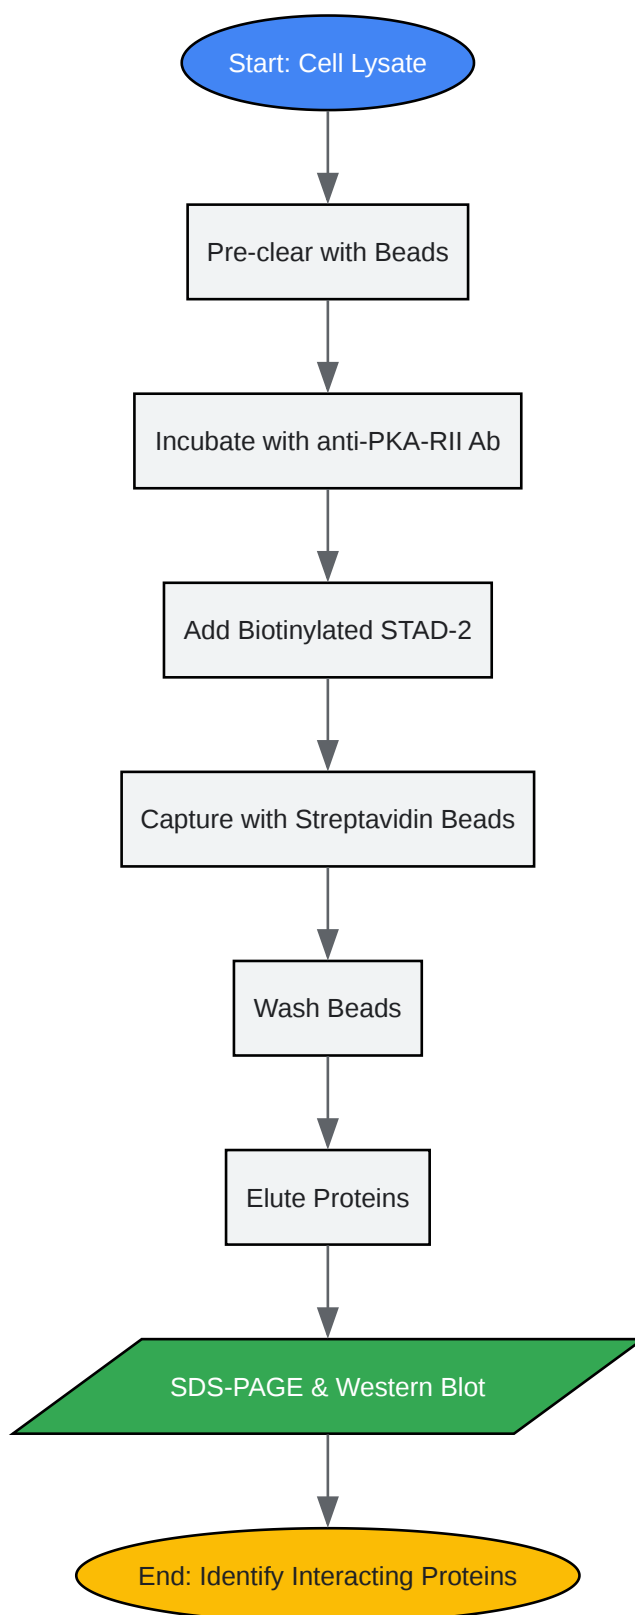 Start: Cell Lysate
Pre-clear with Beads
Incubate with anti-PKA-RII Ab
Add Biotinylated STAD-2
Capture with Streptavidin Beads
Wash Beads
Elute Proteins
SDS-PAGE & Western Blot
End: Identify Interacting Proteins